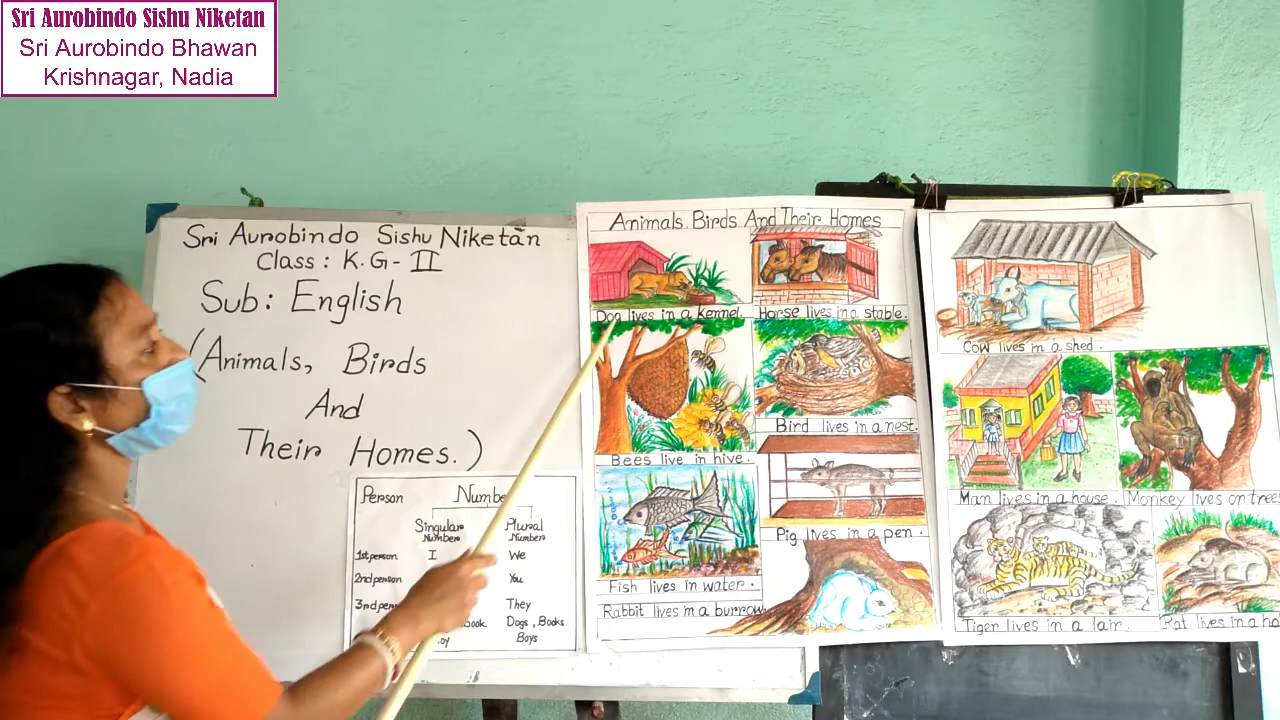 Sri Aurobindo Sishu Niketan
Sri Aurobindo Bhawan
Krishnagar, Nadia
Sri Aurobindo Sishu Niketan
Class : K.G - II
Sub : English
(Animals, Birds
And
Their Homes.)
Person Number
Singular Number Plural Number
1st person I We
2nd person You
3rd They
book Dogs, Books
Boys
Animals, Birds And Their Homes
Dog lives in a kennel. Horse lives in a stable.
Bees live in hive. Bird lives in a nest.
Pig lives in a pen.
Fish lives in water.
Rabbit lives in a burrow
Cow lives in a shed.
Man lives in a house. Monkey lives on trees
Tiger lives in a lair. Rat lives in a